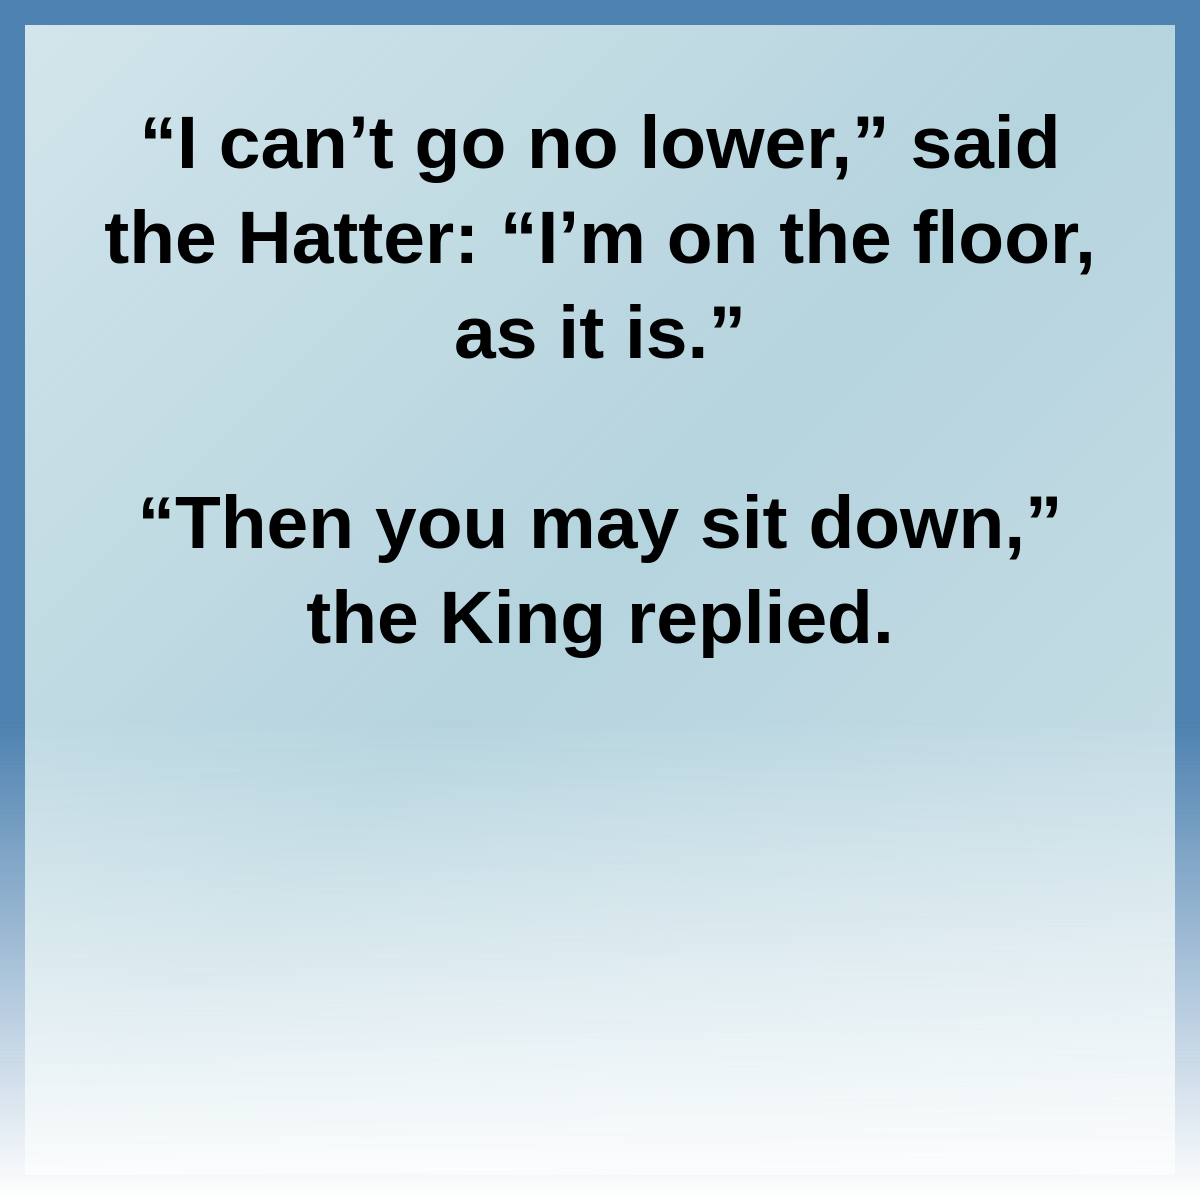 “I can’t go no lower,” said
the Hatter: “I’m on the floor,
as it is.”
“Then you may sit down,”
the King replied.